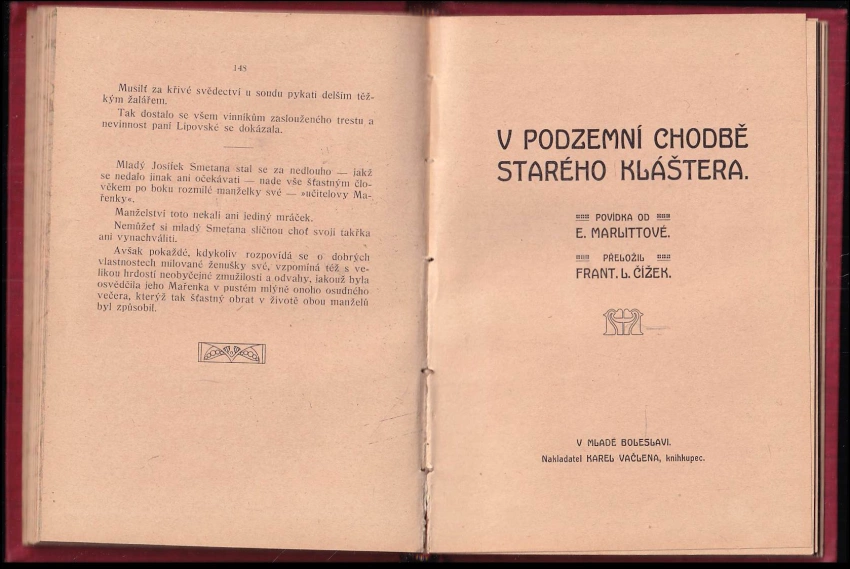 148
Musilť za křivé svědectví u soudu pykati delším těž-
kým žalářem.
Tak dostalo se všem vinníkům zaslouženého trestu a
nevinnost paní Lipovské se dokázala.
Mladý Josífek Smetana stal se za nedlouho — jakž
se nedalo jinak ani očekávati — nade vše šťastným člo-
věkem po boku rozmilé manželky své — »učitelovy Ma-
řenky«.
Manželství toto nekalí ani jediný mráček.
Nemůžeť si mladý Smetana sličnou choť svoji takřka
ani vynachváliti.
Avšak pokaždé, kdykoliv rozpovídá se o dobrých
vlastnostech milované ženušky své, vzpomíná též s ve-
likou hrdostí neobyčejné zmužilosti a odvahy, jakouž byla
osvědčila jeho Mařenka v pustém mlýně onoho osudného
večera, kterýž tak šťastný obrat v životě obou manželů
byl způsobil.
V PODZEMNÍ CHODBĚ
STARÉHO KLÁŠTERA.
POVÍDKA OD
E. MARLITTOVÉ.
PŘELOŽIL
FRANT. L. ČÍŽEK.
V MLADÉ BOLESLAVI.
Nakladatel KAREL VAČLENA, knihkupec.